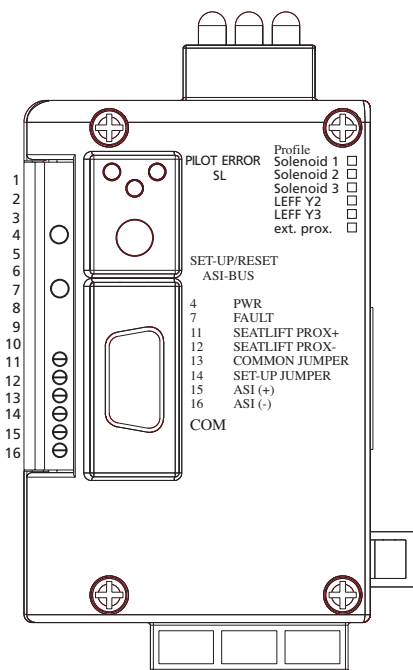 PILOT ERROR
SL
Profile
Solenoid 1
Solenoid 2
Solenoid 3
LEFF Y2
LEFF Y3
ext. prox.
1
2
3
4
5
6
7
8
9
10
11
12
13
14
15
16
SET-UP/RESET
ASI-BUS
4 PWR
7 FAULT
11 SEATLIFT PROX+
12 SEATLIFT PROX-
13 COMMON JUMPER
14 SET-UP JUMPER
15 ASI (+)
16 ASI (-)
COM